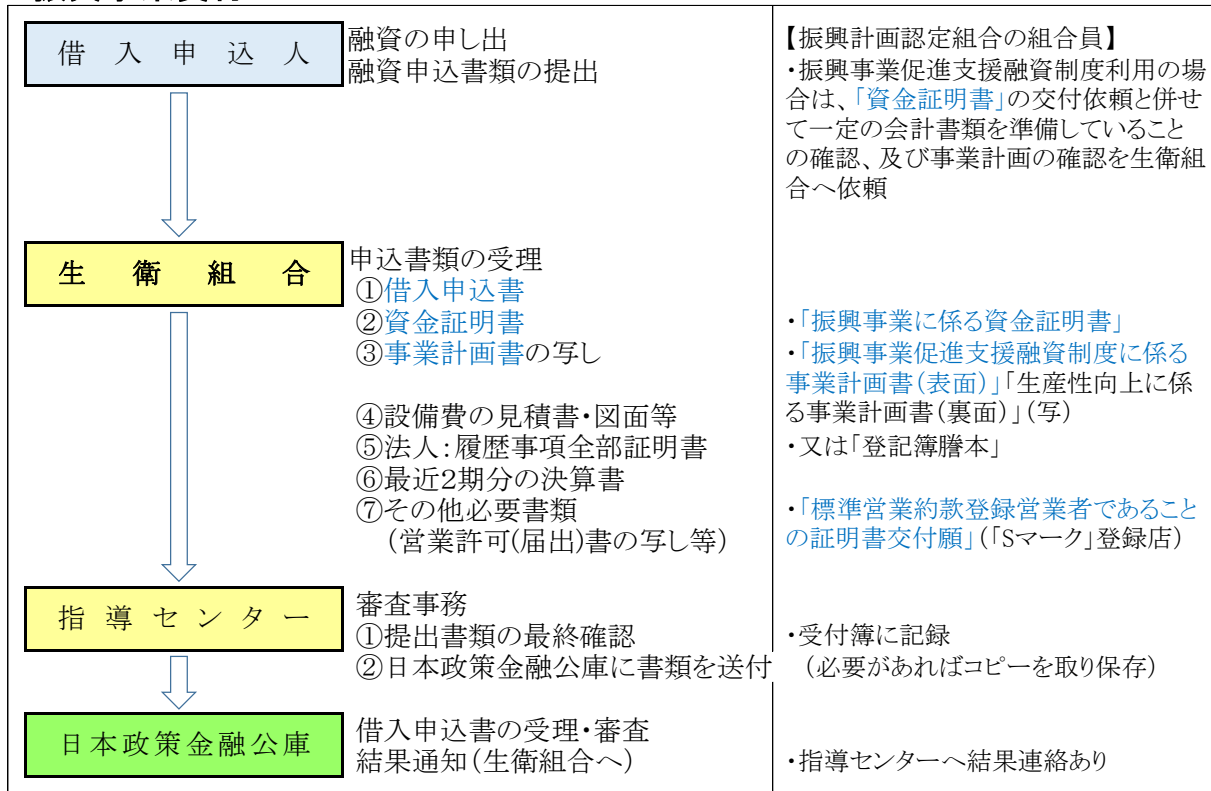 借入申込人
融資の申し出
融資申込書類の提出
【振興計画認定組合の組合員】
・振興事業促進支援融資制度利用の場
合は、「資金証明書」の交付依頼と併せ
て一定の会計書類を準備していること
の確認、及び事業計画の確認を生衛組
合へ依頼
生衛組合
申込書類の受理
①借入申込書
②資金証明書
③事業計画書の写し
④設備費の見積書・図面等
⑤法人:履歴事項全部証明書
⑥最近2期分の決算書
⑦その他必要書類
(営業許可(届出)書の写し等)
・「振興事業に係る資金証明書」
・「振興事業促進支援融資制度に係る
事業計画書(表面)」「生産性向上に係
る事業計画書(裏面)」(写)
・又は「登記簿謄本」
・「標準営業約款登録営業者であること
の証明書交付願」(「Sマーク」登録店)
指導センター
審査事務
①提出書類の最終確認
②日本政策金融公庫に書類を送付
・受付簿に記録
(必要があればコピーを取り保存)
日本政策金融公庫
借入申込書の受理・審査
結果通知(生衛組合へ)
・指導センターへ結果連絡あり